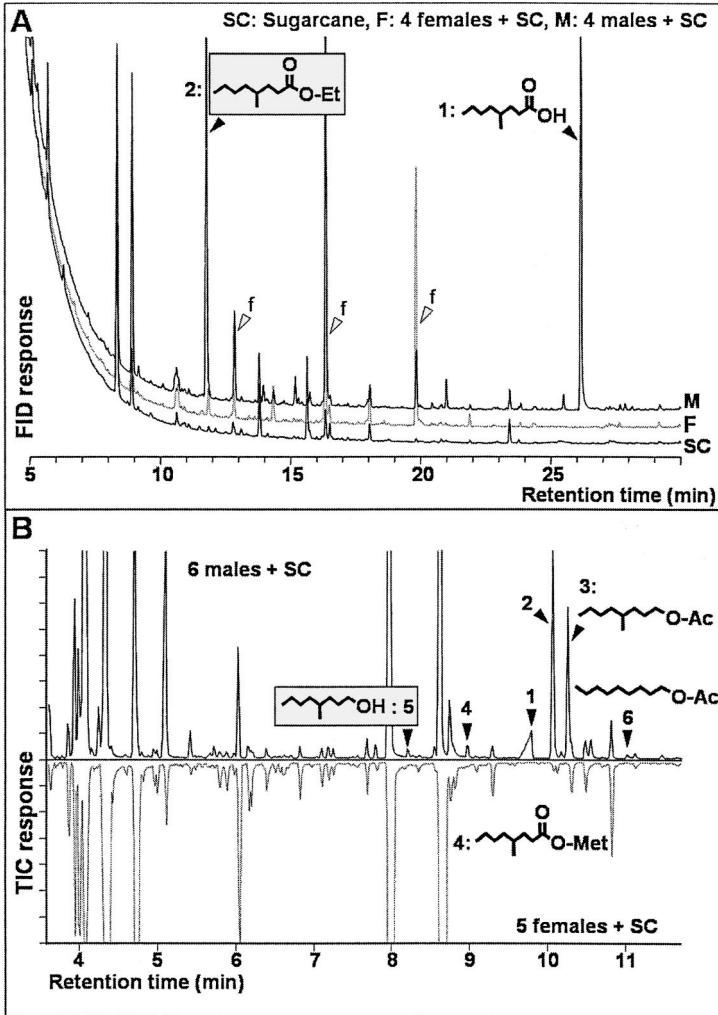 A
SC: Sugarcane, F: 4 females + SC, M: 4 males + SC
2:
O
O-Et
1:
O
OH
f
f
f
M
F
SC
FID response
5 10 15 20 25
Retention time (min)
B
6 males + SC
2
3:
O-Ac
O-Ac
OH : 5
4
1
6
4:
O
O-Met
TIC response
5 females + SC
4 5 6 7 8 9 10 11
Retention time (min)